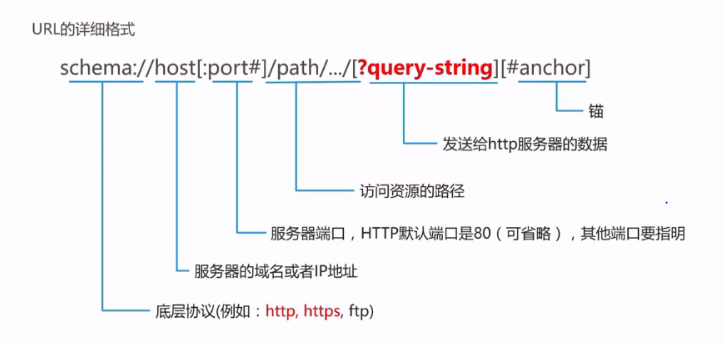 URL的详细格式
schema://host[:port#]/path/.../[?query-string][#anchor]
锚
发送给http服务器的数据
访问资源的路径
服务器端口，HTTP默认端口是80（可省略），其他端口要指明
服务器的域名或者IP地址
底层协议(例如：http, https, ftp)